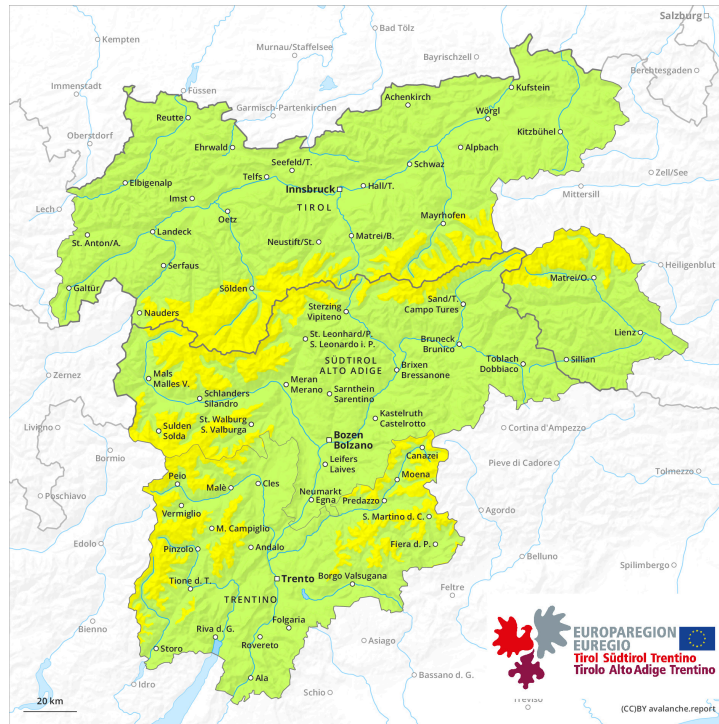 Salzburg
Kempten
Bad Tölz
Murnau/Staffelsee
Bayrischzell
Berchtesgaden
Immenstadt
Füssen
Garmisch-Partenkirchen
Achenkirch
Kufstein
Reutte
Wörgl
Oberstdorf
Ehrwald
Kitzbühel
Seefeld/T.
Alpbach
Schwaz
Zell/See
Elbigenalp
Telfs
Innsbruck
Hall/T.
Mittersill
Imst
TIROL
Lech
Oetz
Mayrhofen
Landeck
St. Anton/A.
Neustift/St.
Matrei/B.
Heiligenblut
Serfaus
Galtür
Sölden
Matrei/O.
Nauders
Sterzing
Vipiteno
Sand/T.
Campo Tures
Lienz
St. Leonhard/P.
S. Leonardo i. P.
Bruneck
Brunico
Toblach
Dobbiaco
Sillian
Zernez
SÜDTIROL
ALTO ADIGE
Brixen
Bressanone
Mals
Malles V.
Meran
Merano
Sarnthein
Sarentino
Schlanders
Silandro
St. Walburg
S. Valburga
Kastelruth
Castelrotto
Livigno
Sulden
Solda
Bozen
Bolzano
Cortina d'Ampezzo
Bormio
Canazei
Leifers
Laives
Pieve di Cadore
Tolmezzo
Peio
Malè
Cles
Moena
Poschiavo
Neumarkt
Egna
Predazzo
Vermiglio
Agordo
S. Martino d. C.
M. Campiglio
Edolo
Pinzolo
Andalo
Fiera d. P.
Belluno
Spilimbergo
Tione d. T.
Trento
Borgo Valsugana
Feltre
TRENTINO
Bienno
Folgaria
Riva d. G.
Rovereto
Asiago
Storo
Ala
Bassano d. G.
Idro
Schio
Treviso
EUROPAREGION
EUREGIO
Tirol Südtirol Trentino
Tirolo Alto Adige Trentino
20 km
(CC)BY avalanche.report